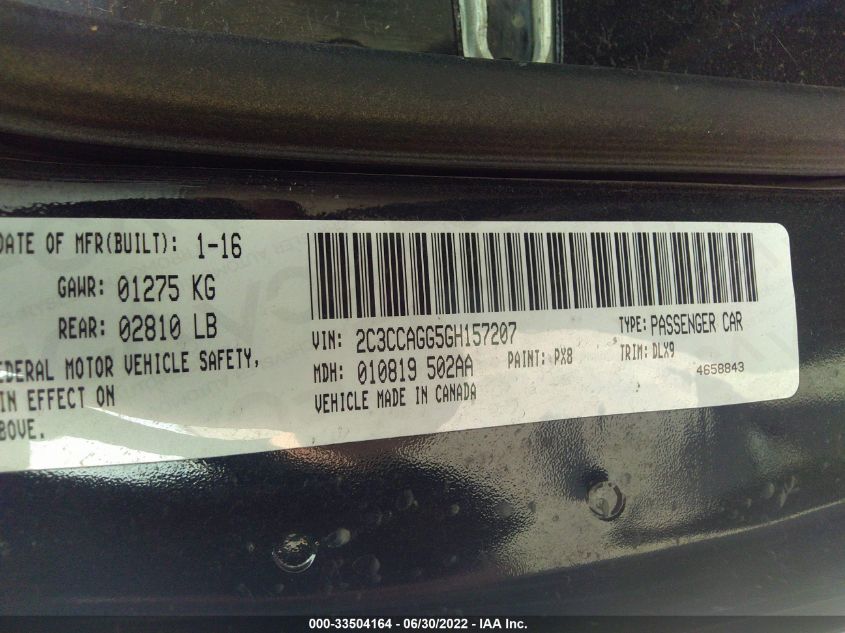 DATE OF MFR(BUILT): 1-16
GAWR: 01275 KG
REAR: 02810 LB
FEDERAL MOTOR VEHICLE SAFETY,
IN EFFECT ON
ABOVE.
VIN: 2C3CCAGG5GH157207
TYPE: PASSENGER CAR
MDH: 010819 502AA
PAINT: PX8
TRIM: DLX9
VEHICLE MADE IN CANADA
4658843
000-33504164 - 06/30/2022 - IAA Inc.